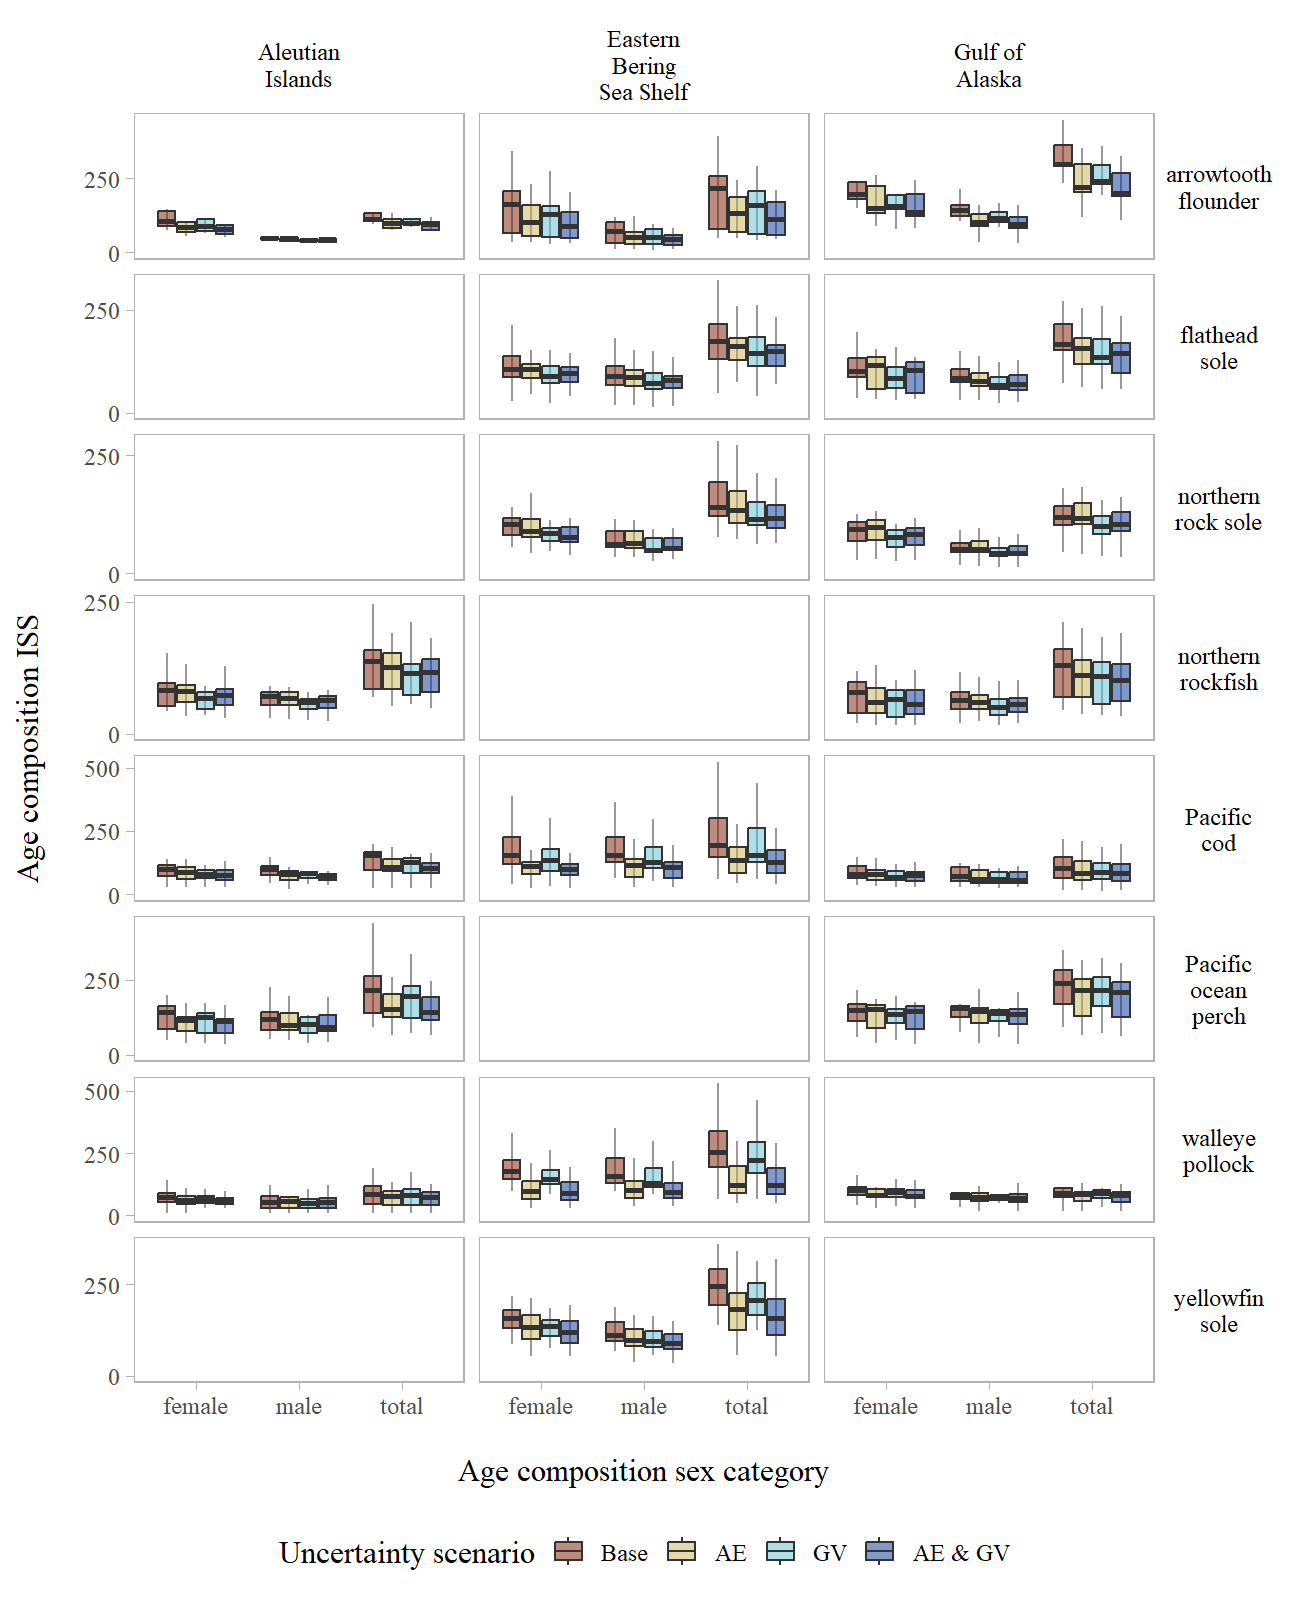 Aleutian
Islands
Eastern
Bering
Sea Shelf
Gulf of
Alaska
250
0
arrowtooth
flounder
250
0
flathead
sole
250
0
northern
rock sole
250
0
northern
rockfish
500
250
0
Pacific
cod
250
0
Pacific
ocean
perch
500
250
0
walleye
pollock
250
0
yellowfin
sole
Age composition ISS
female male total female male total female male total
Age composition sex category
Uncertainty scenario Base AE GV AE & GV